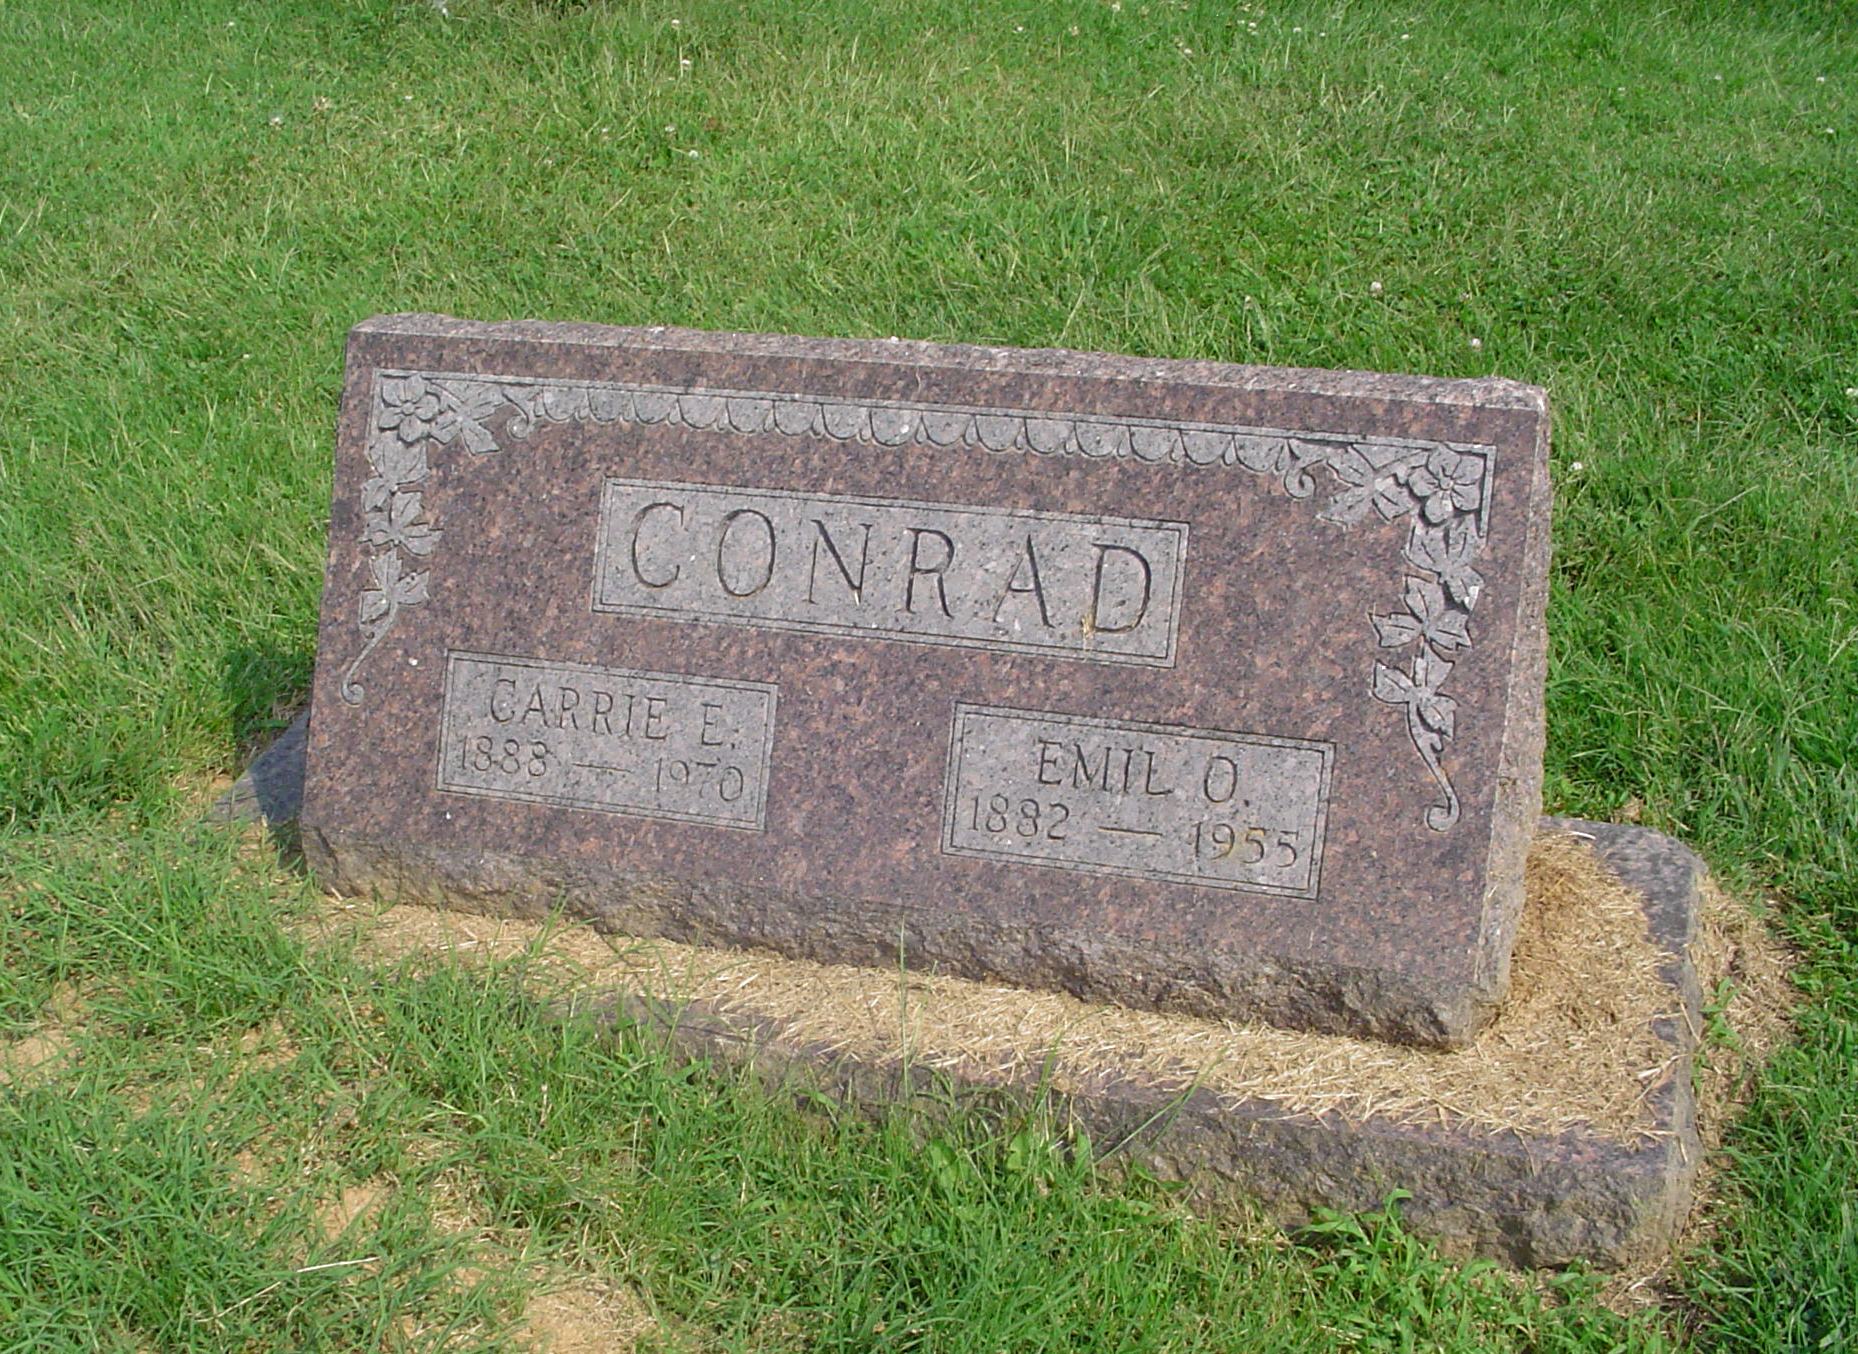 CONRAD
CARRIE E.
1888 — 1970
EMIL O.
1882 — 1955